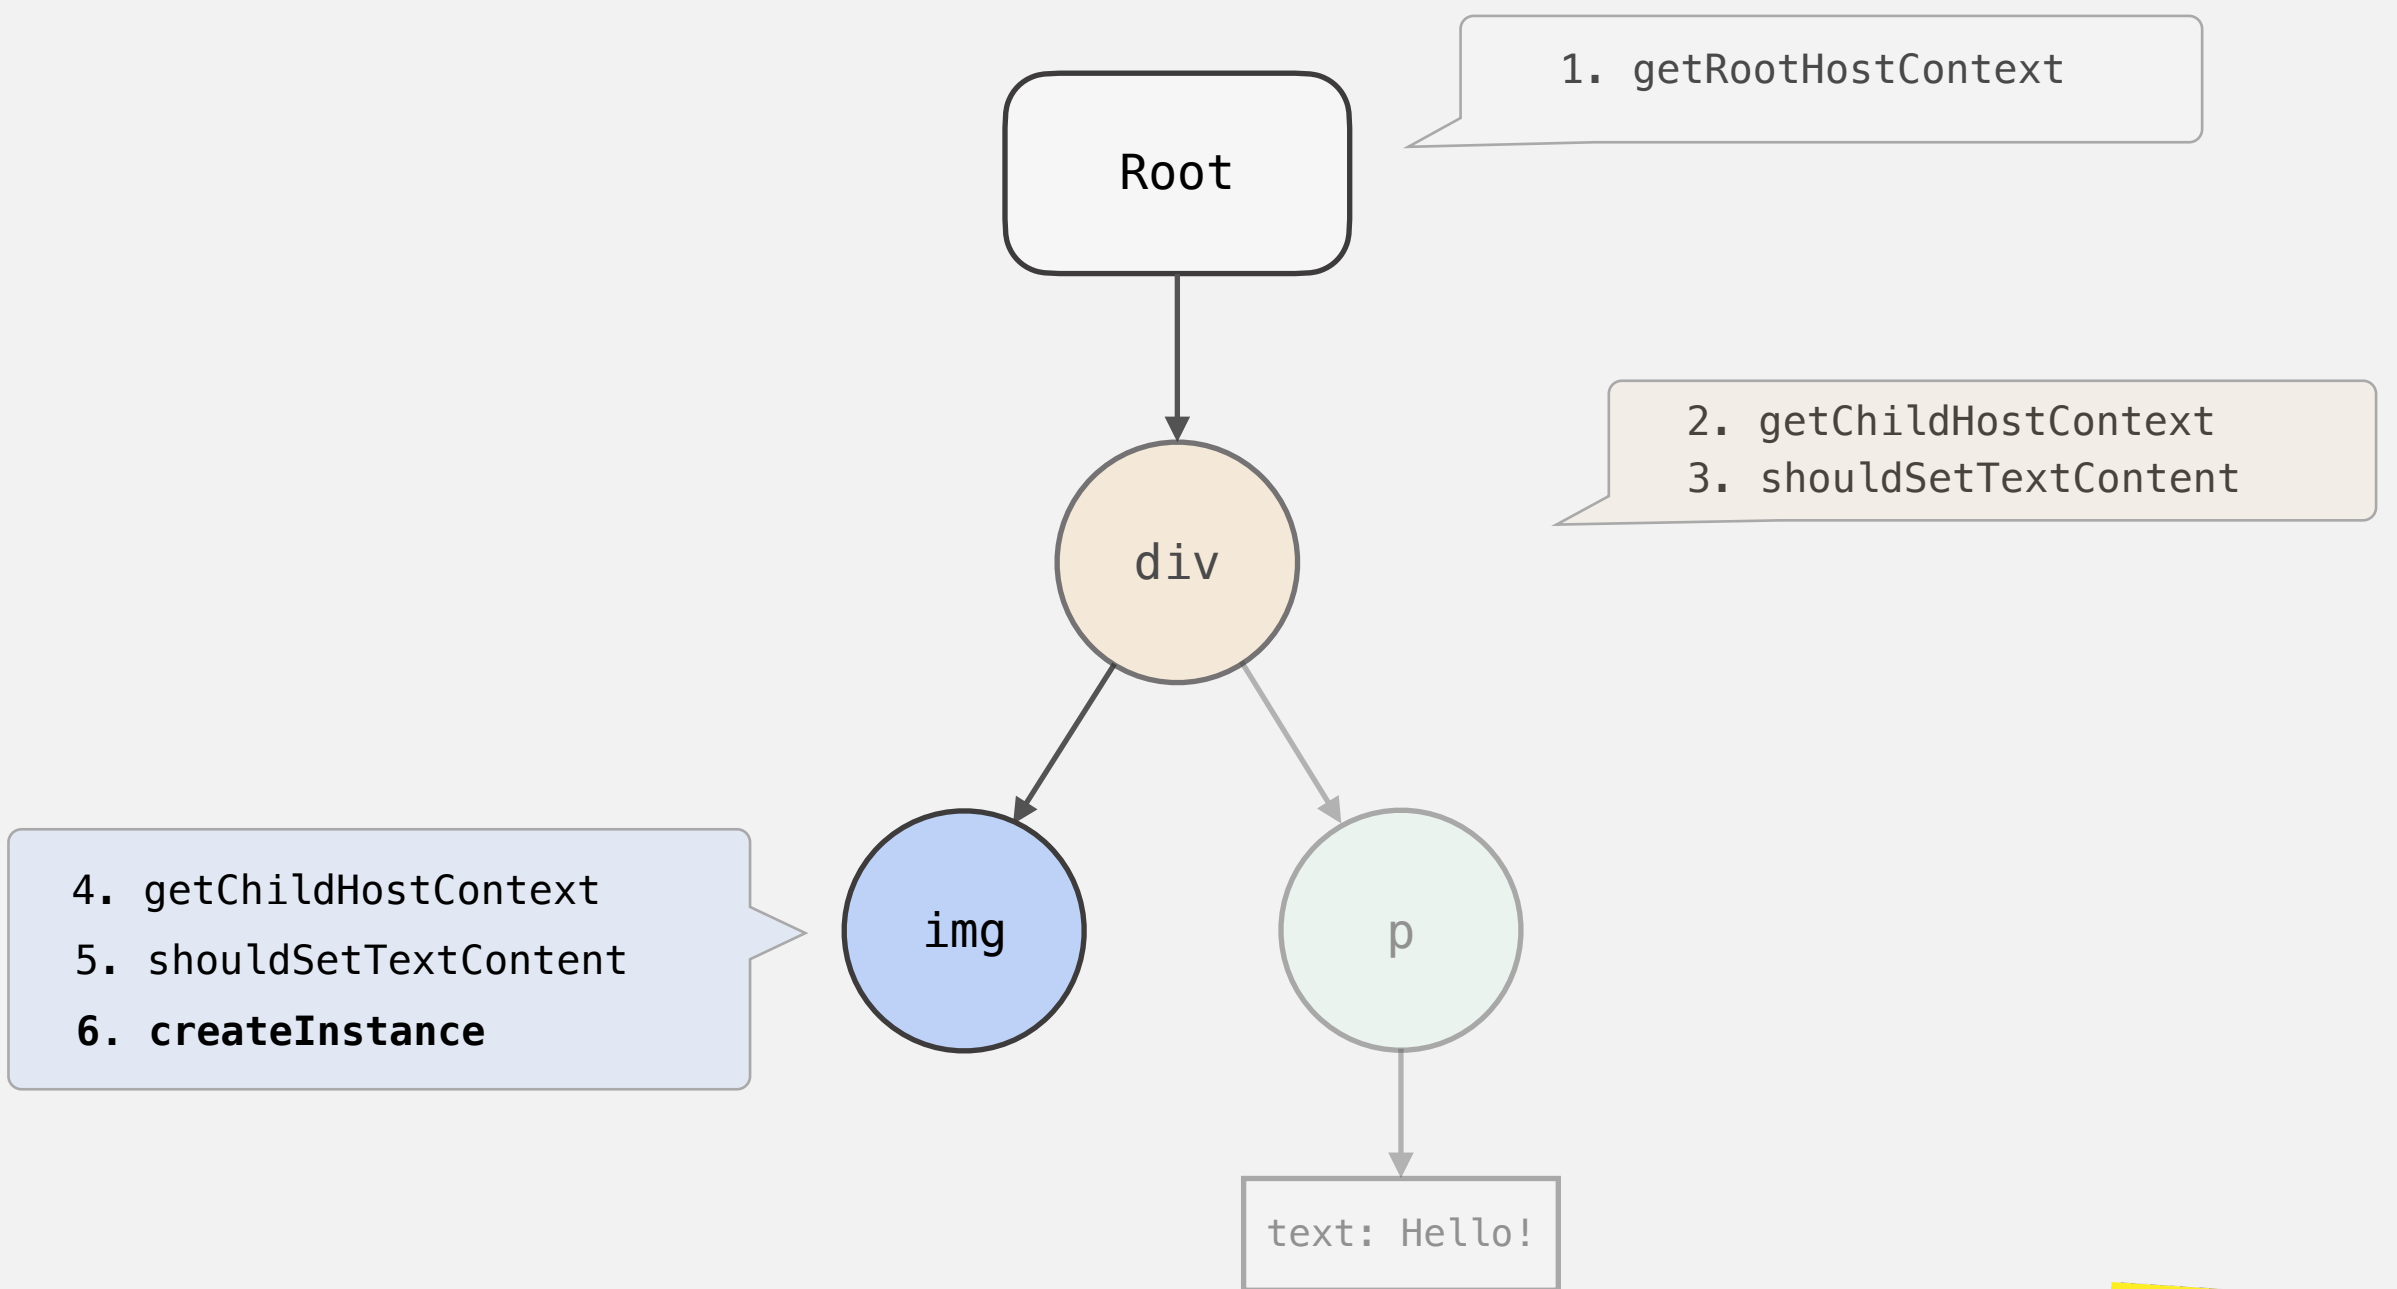 1. getRootHostContext
Root
2. getChildHostContext
3. shouldSetTextContent
div
4. getChildHostContext
5. shouldSetTextContent
6. createInstance
img
p
text: Hello!